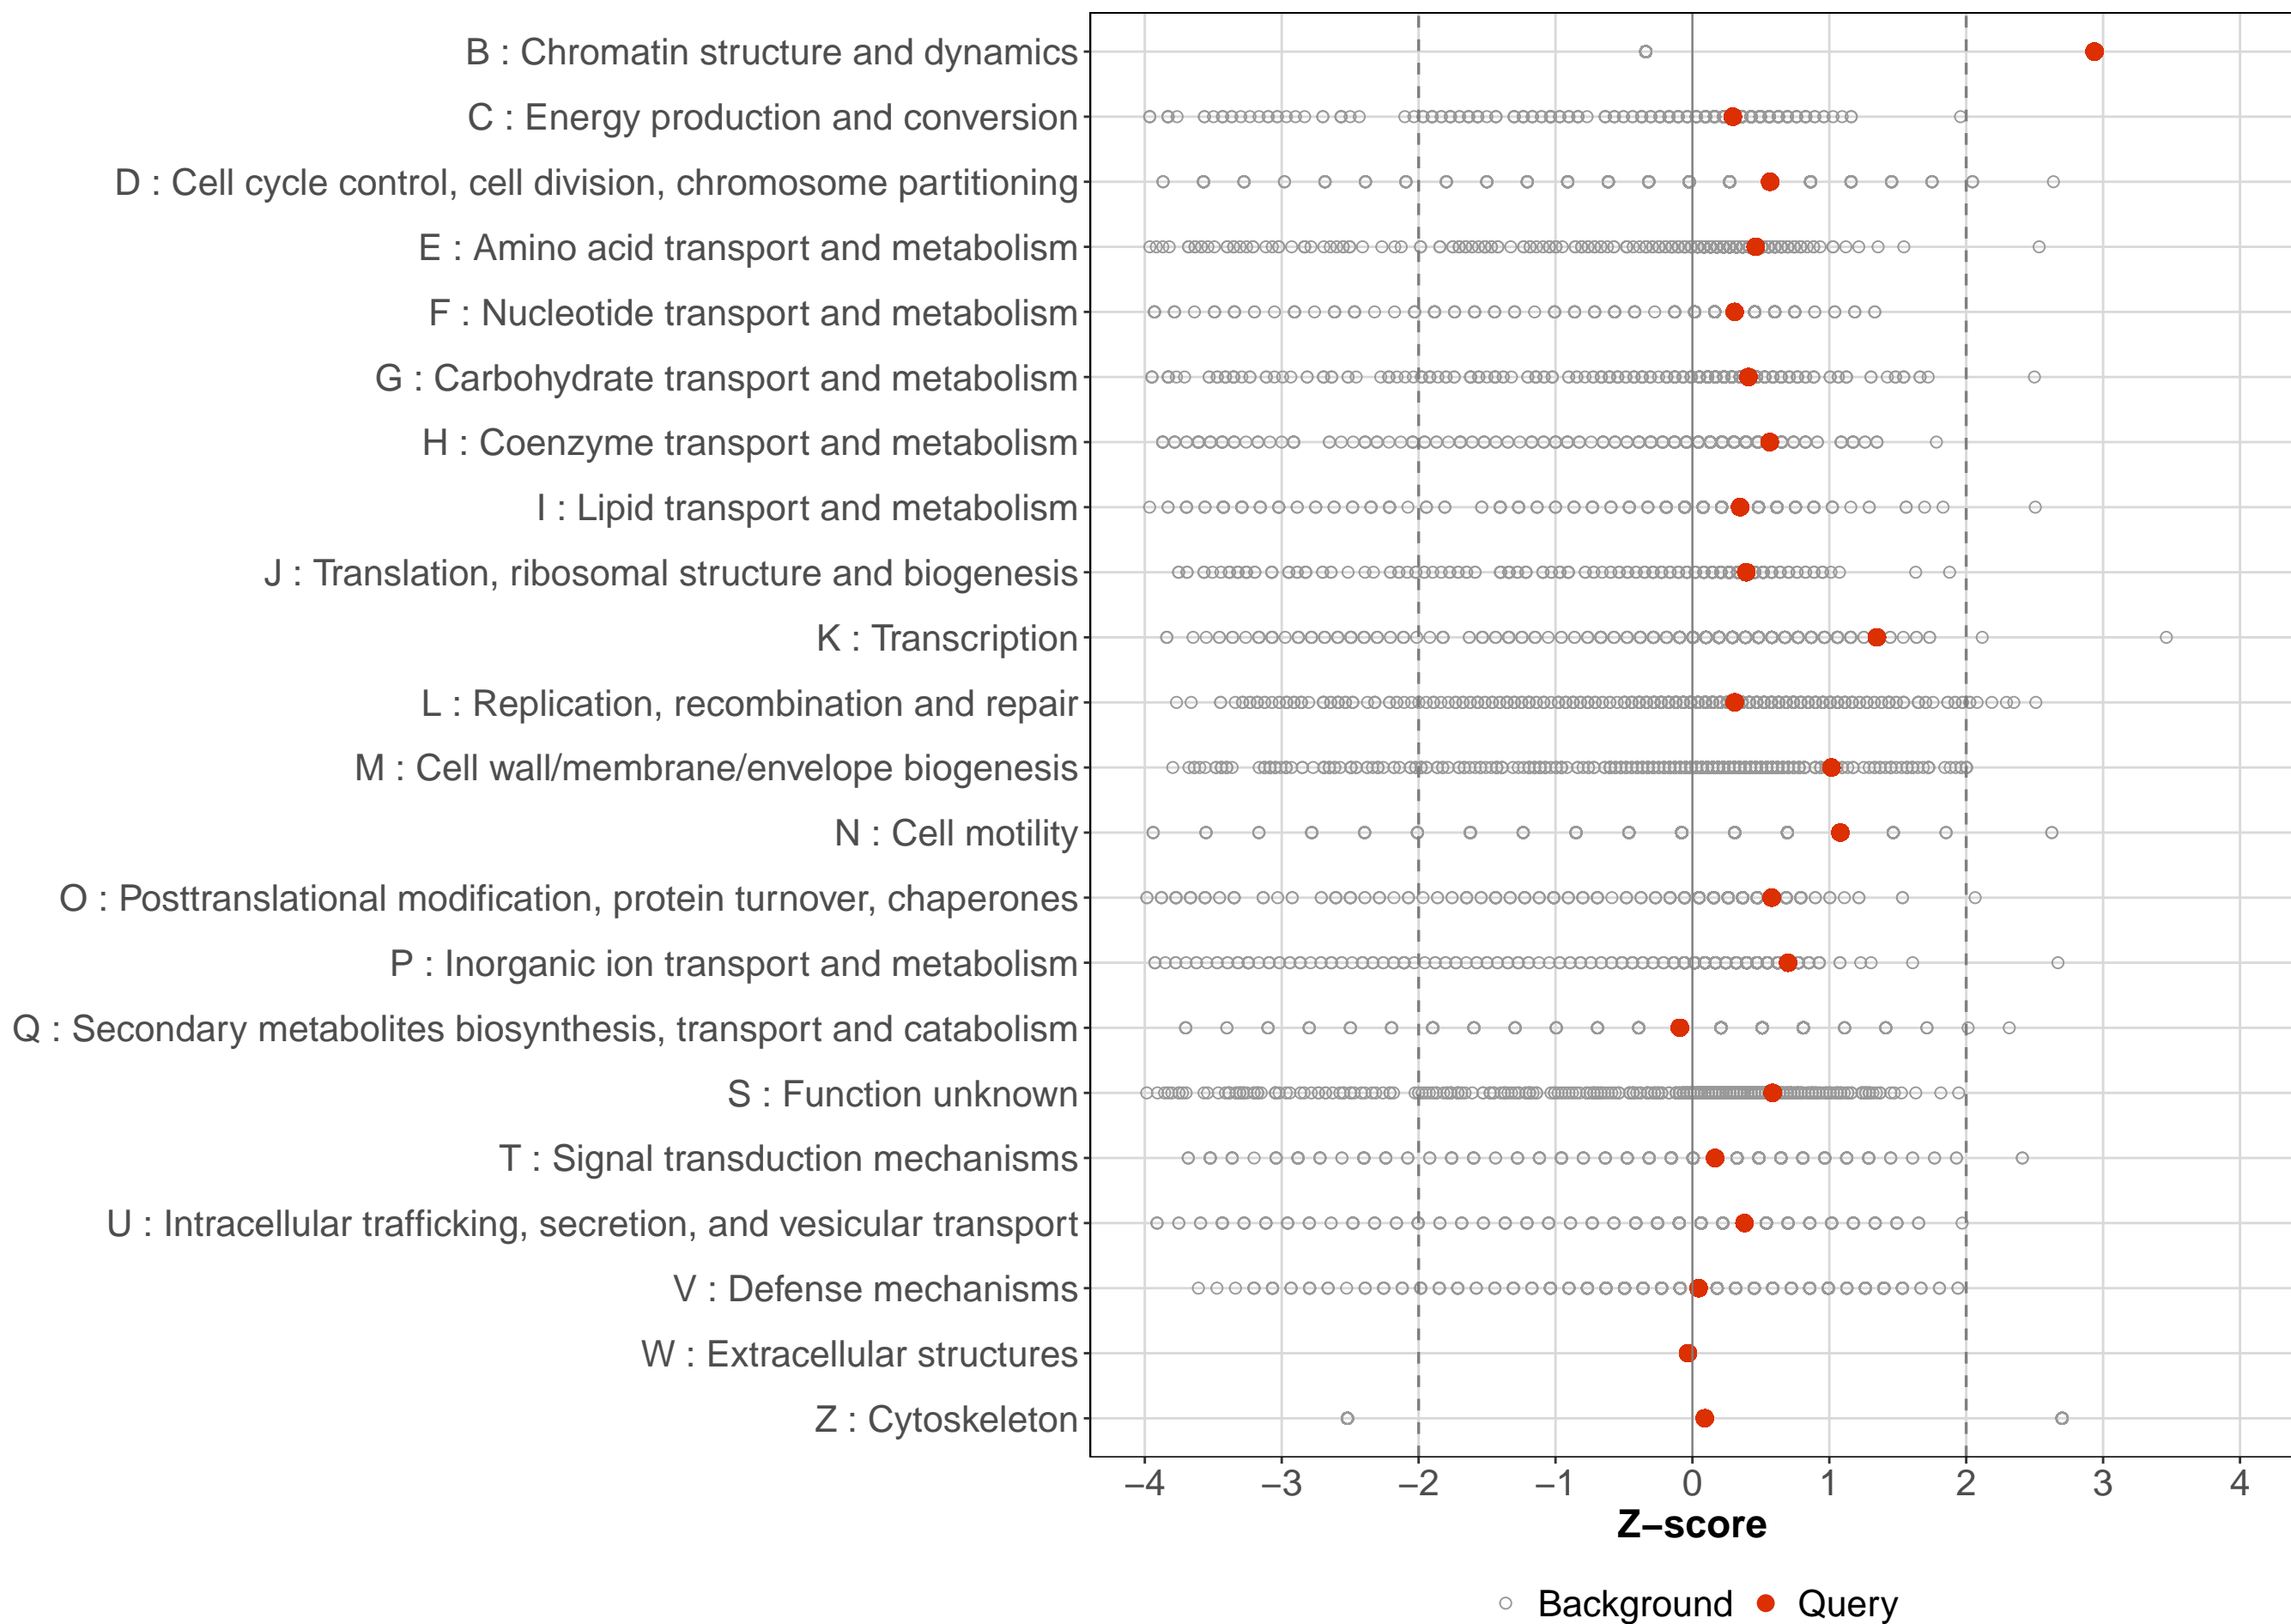 B : Chromatin structure and dynamics
C : Energy production and conversion
D : Cell cycle control, cell division, chromosome partitioning
E : Amino acid transport and metabolism
F : Nucleotide transport and metabolism
G : Carbohydrate transport and metabolism
H : Coenzyme transport and metabolism
I : Lipid transport and metabolism
J : Translation, ribosomal structure and biogenesis
K : Transcription
L : Replication, recombination and repair
M : Cell wall/membrane/envelope biogenesis
N : Cell motility
O : Posttranslational modification, protein turnover, chaperones
P : Inorganic ion transport and metabolism
Q : Secondary metabolites biosynthesis, transport and catabolism
S : Function unknown
T : Signal transduction mechanisms
U : Intracellular trafficking, secretion, and vesicular transport
V : Defense mechanisms
W : Extracellular structures
Z : Cytoskeleton
−4 −3 −2 −1 0 1 2 3 4
Z−score
Background Query